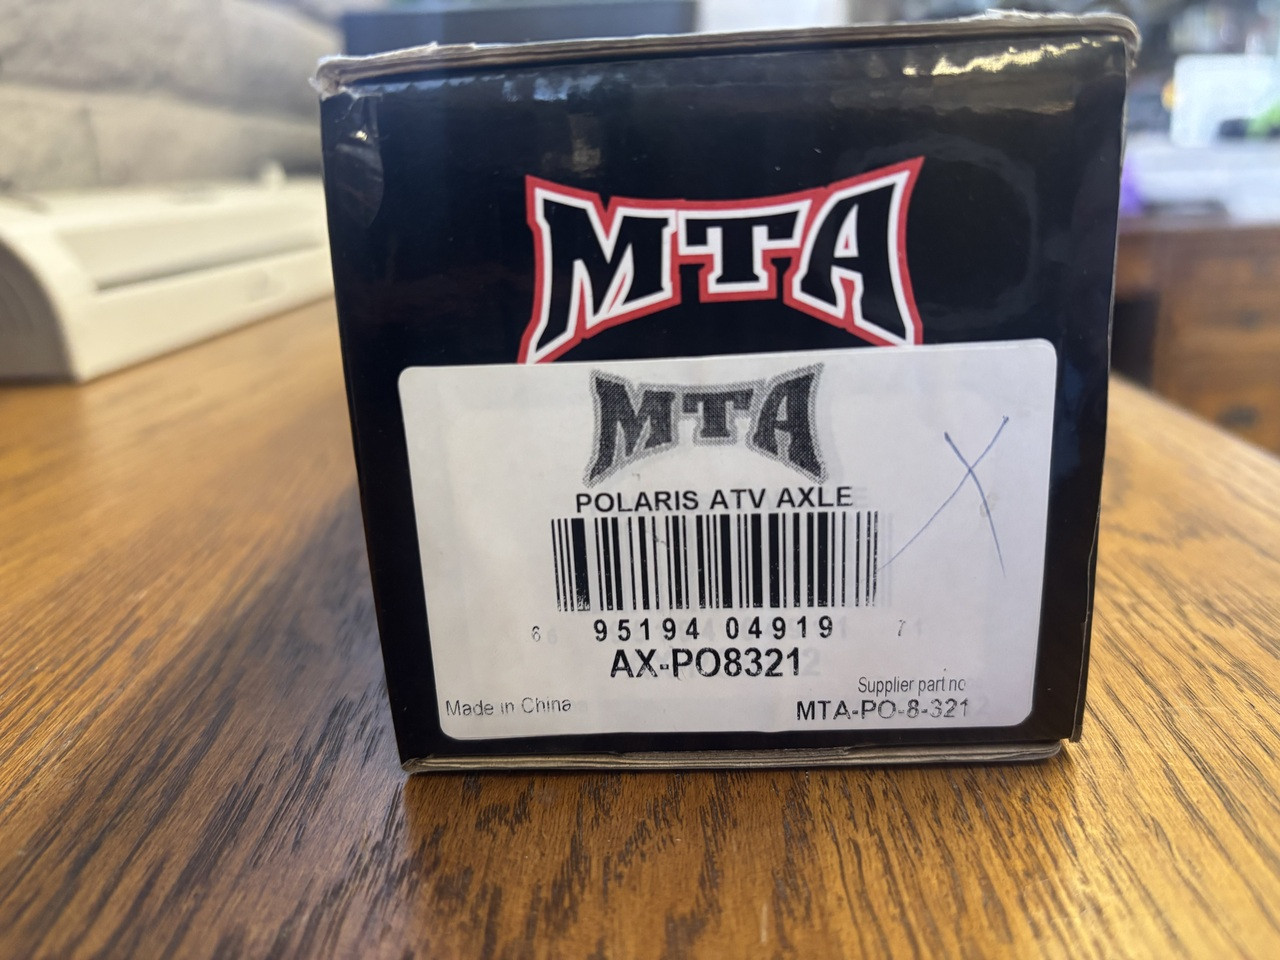 MTA
MTA
POLARIS ATV AXLE
6 95194 04919 7
AX-PO8321
Supplier part no
Made in China
MTA-PO-8-321